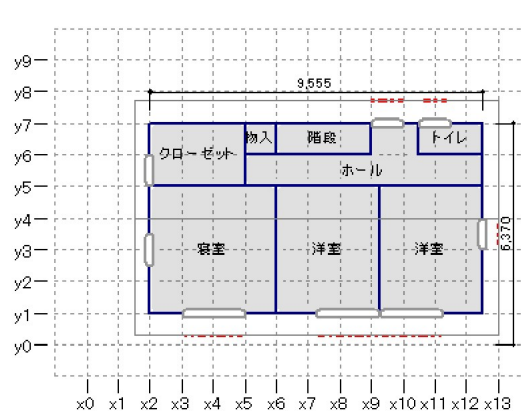 y9
y8
9,555
y7
物入 階段 トイレ
クローゼット
y6
ホール
y5
y4
6,370
y3
寝室 洋室 洋室
y2
y1
y0
x0 x1 x2 x3 x4 x5 x6 x7 x8 x9 x10 x11 x12 x13